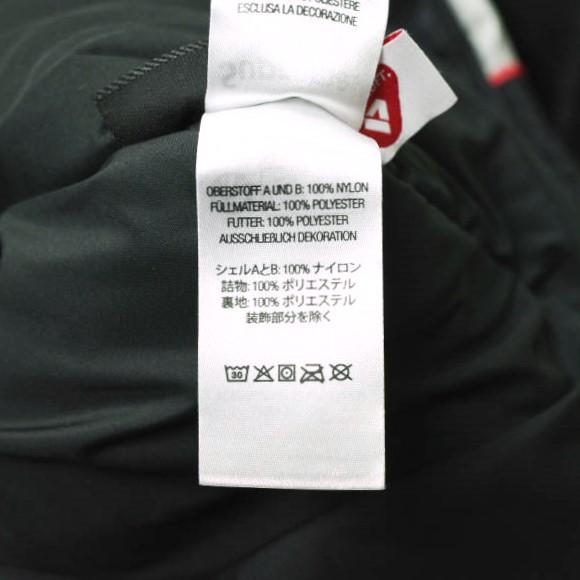 POLIESTERE
ESCLUSA LA DECORAZIONE
OBERSTOFF A UND B: 100% NYLON
FÜLLMATERIAL: 100% POLYESTER
FUTTER: 100% POLYESTER
AUSSCHLIEßLICH DEKORATION
シェルAとB: 100% ナイロン
詰物: 100% ポリエステル
裏地: 100% ポリエステル
装飾部分を除く
30